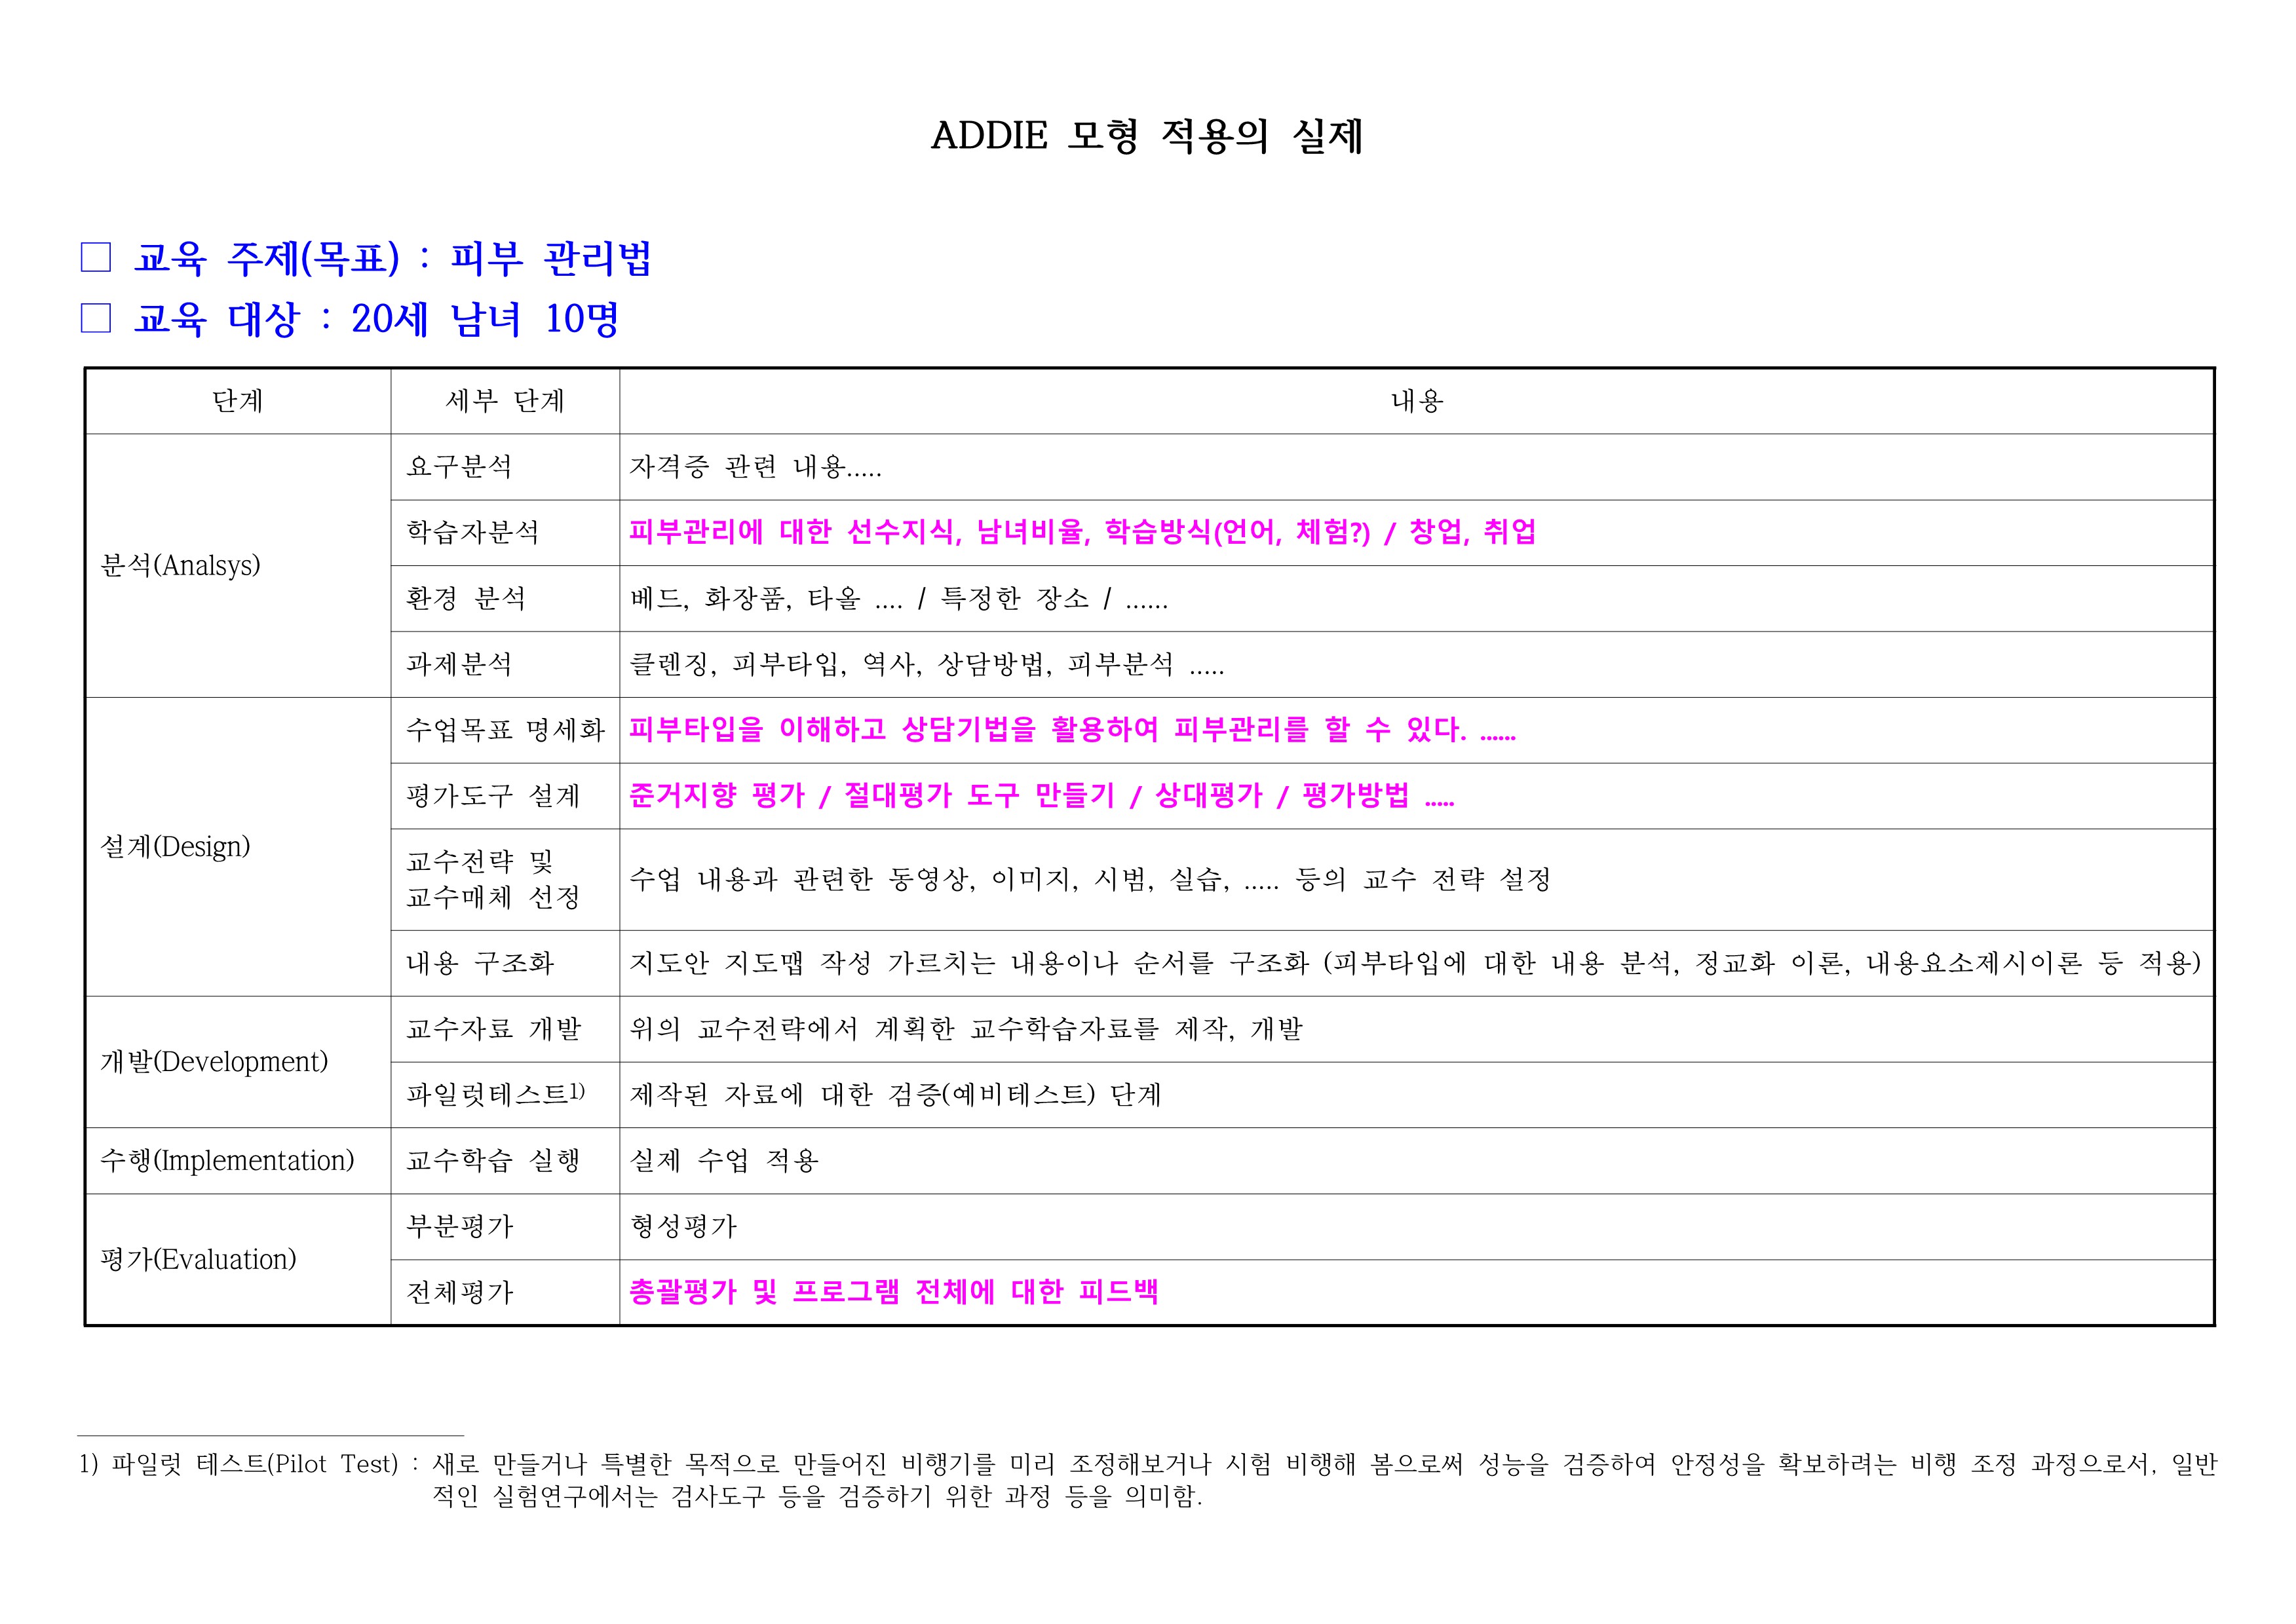 ADDIE 모형 적용의 실제
□ 교육 주제(목표) : 피부 관리법
□ 교육 대상 : 20세 남녀 10명
단계 세부 단계 내용
분석(Analsys)
요구분석 자격증 관련 내용.....
학습자분석 피부관리에 대한 선수지식, 남녀비율, 학습방식(언어, 체험?) / 창업, 취업
환경 분석 베드, 화장품, 타올 .... / 특정한 장소 / ......
과제분석 클렌징, 피부타입, 역사, 상담방법, 피부분석 .....
설계(Design)
수업목표 명세화 피부타입을 이해하고 상담기법을 활용하여 피부관리를 할 수 있다. ......
평가도구 설계 준거지향 평가 / 절대평가 도구 만들기 / 상대평가 / 평가방법 .....
교수전략 및
교수매체 선정
수업 내용과 관련한 동영상, 이미지, 시범, 실습, ..... 등의 교수 전략 설정
내용 구조화 지도안 지도맵 작성 가르치는 내용이나 순서를 구조화 (피부타입에 대한 내용 분석, 정교화 이론, 내용요소제시이론 등 적용)
개발(Development)
교수자료 개발 위의 교수전략에서 계획한 교수학습자료를 제작, 개발
파일럿테스트1) 제작된 자료에 대한 검증(예비테스트) 단계
수행(Implementation) 교수학습 실행 실제 수업 적용
평가(Evaluation)
부분평가 형성평가
전체평가 총괄평가 및 프로그램 전체에 대한 피드백
1) 파일럿 테스트(Pilot Test) : 새로 만들거나 특별한 목적으로 만들어진 비행기를 미리 조정해보거나 시험 비행해 봄으로써 성능을 검증하여 안정성을 확보하려는 비행 조정 과정으로서, 일반
적인 실험연구에서는 검사도구 등을 검증하기 위한 과정 등을 의미함.